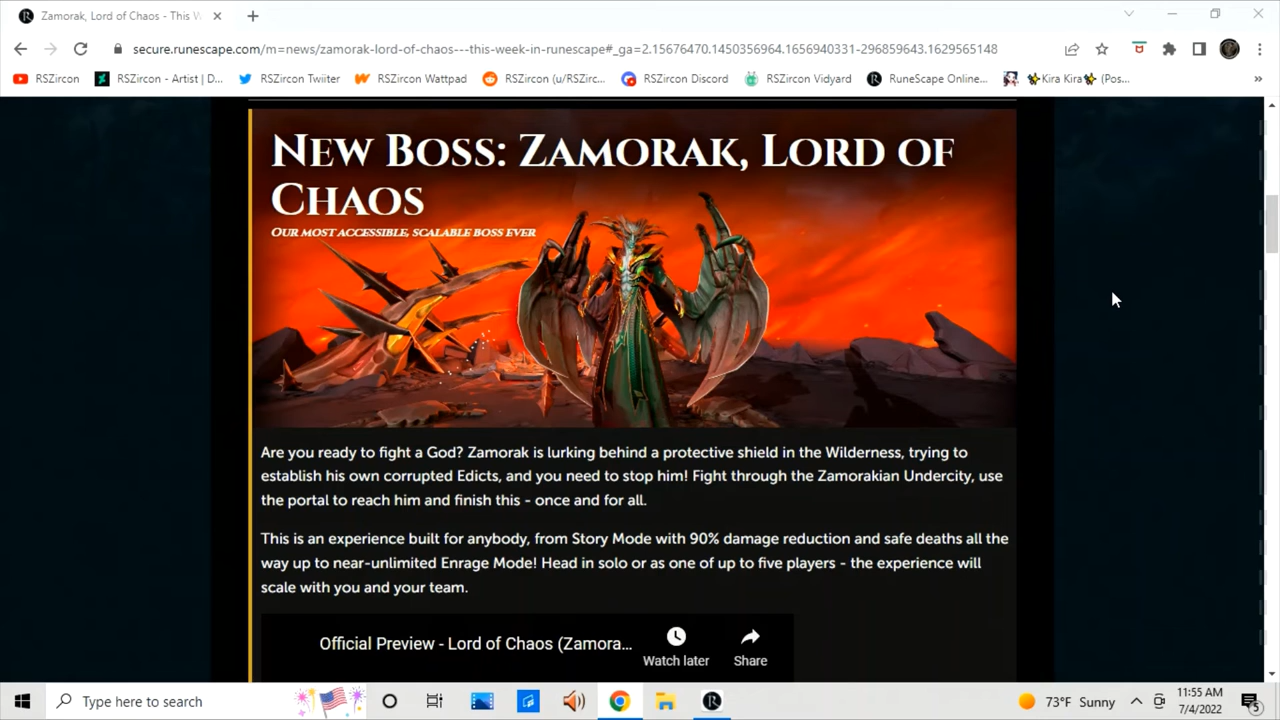 Zamorak, Lord of Chaos - This W
secure.runescape.com/m=news/zamorak-lord-of-chaos---this-week-in-runescape#_ga=2.15676470.1450356964.1656940331-296859643.1629565148
RSZircon RSZircon - Artist | D... RSZircon Twiiter RSZircon Wattpad RSZircon (u/RSZirc... RSZircon Discord RSZircon Vidyard RuneScape Online... Kira Kira (Pos... »
New Boss: Zamorak, Lord of
Chaos
Our most accessible, scalable boss ever
Are you ready to fight a God? Zamorak is lurking behind a protective shield in the Wilderness, trying to
establish his own corrupted Edicts, and you need to stop him! Fight through the Zamorakian Undercity, use
the portal to reach him and finish this - once and for all.
This is an experience built for anybody, from Story Mode with 90% damage reduction and safe deaths all the
way up to near-unlimited Enrage Mode! Head in solo or as one of up to five players - the experience will
scale with you and your team.
Official Preview - Lord of Chaos (Zamora...
Watch later Share
Type here to search
73°F Sunny
11:55 AM
7/4/2022
5